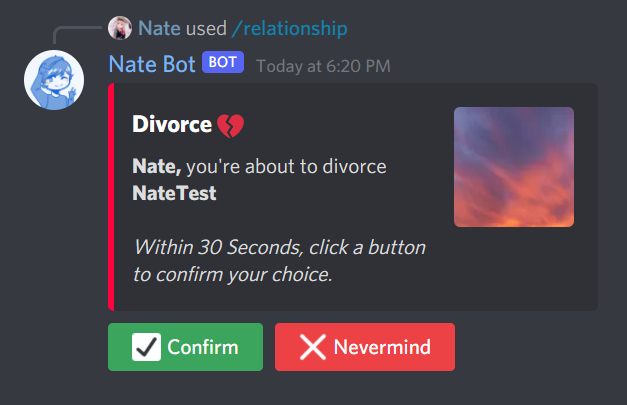 Nate used /relationship
Nate Bot BOT Today at 6:20 PM
Divorce 💔
Nate, you're about to divorce
NateTest
Within 30 Seconds, click a button
to confirm your choice.
Confirm
Nevermind